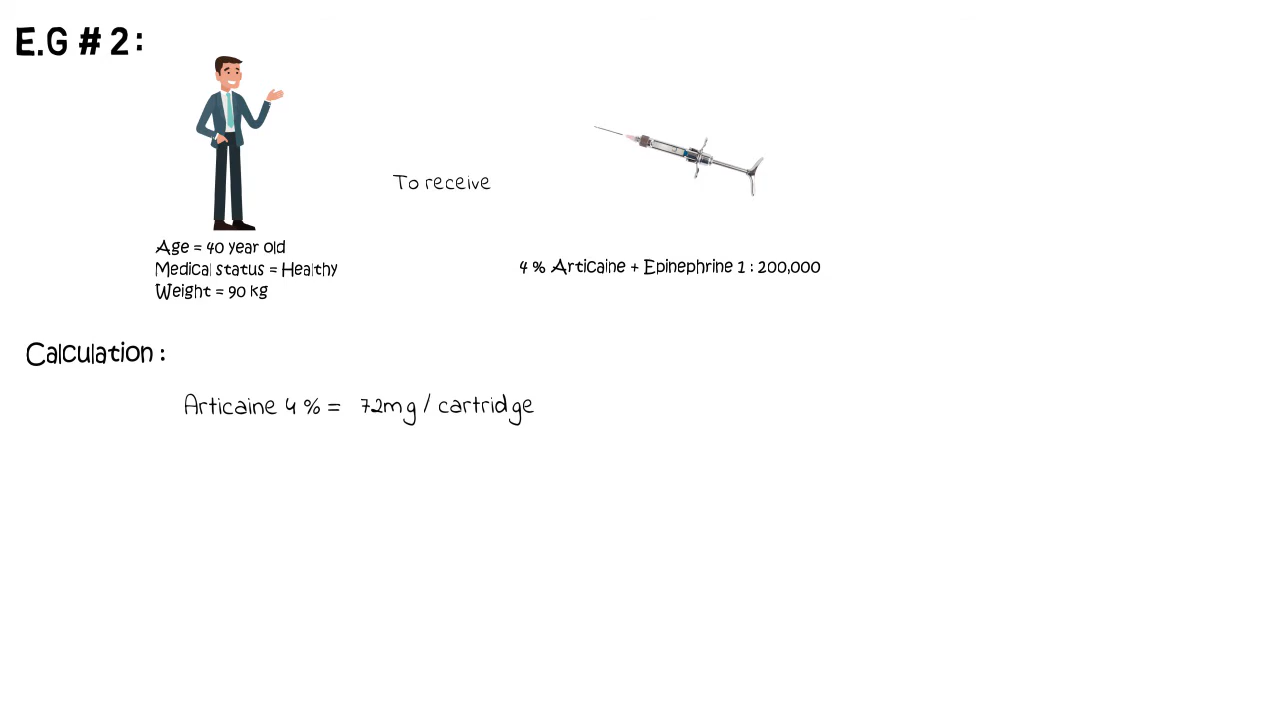 E.G # 2 :
To receive
Age = 40 year old
Medical status = Healthy
Weight = 90 kg
4 % Articaine + Epinephrine 1 : 200,000
Calculation :
Articaine 4 % = 72mg / cartridge